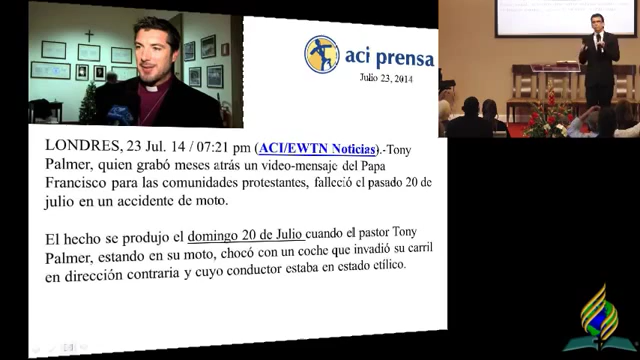 aci prensa
Julio 23, 2014
LONDRES, 23 Jul. 14 / 07:21 pm (ACI/EWTN Noticias).-Tony
Palmer, quien grabó meses atrás un video-mensaje del Papa
Francisco para las comunidades protestantes, falleció el pasado 20 de
julio en un accidente de moto.
El hecho se produjo el domingo 20 de Julio cuando el pastor Tony
Palmer, estando en su moto, chocó con un coche que invadió su carril
en dirección contraria y cuyo conductor estaba en estado etílico.